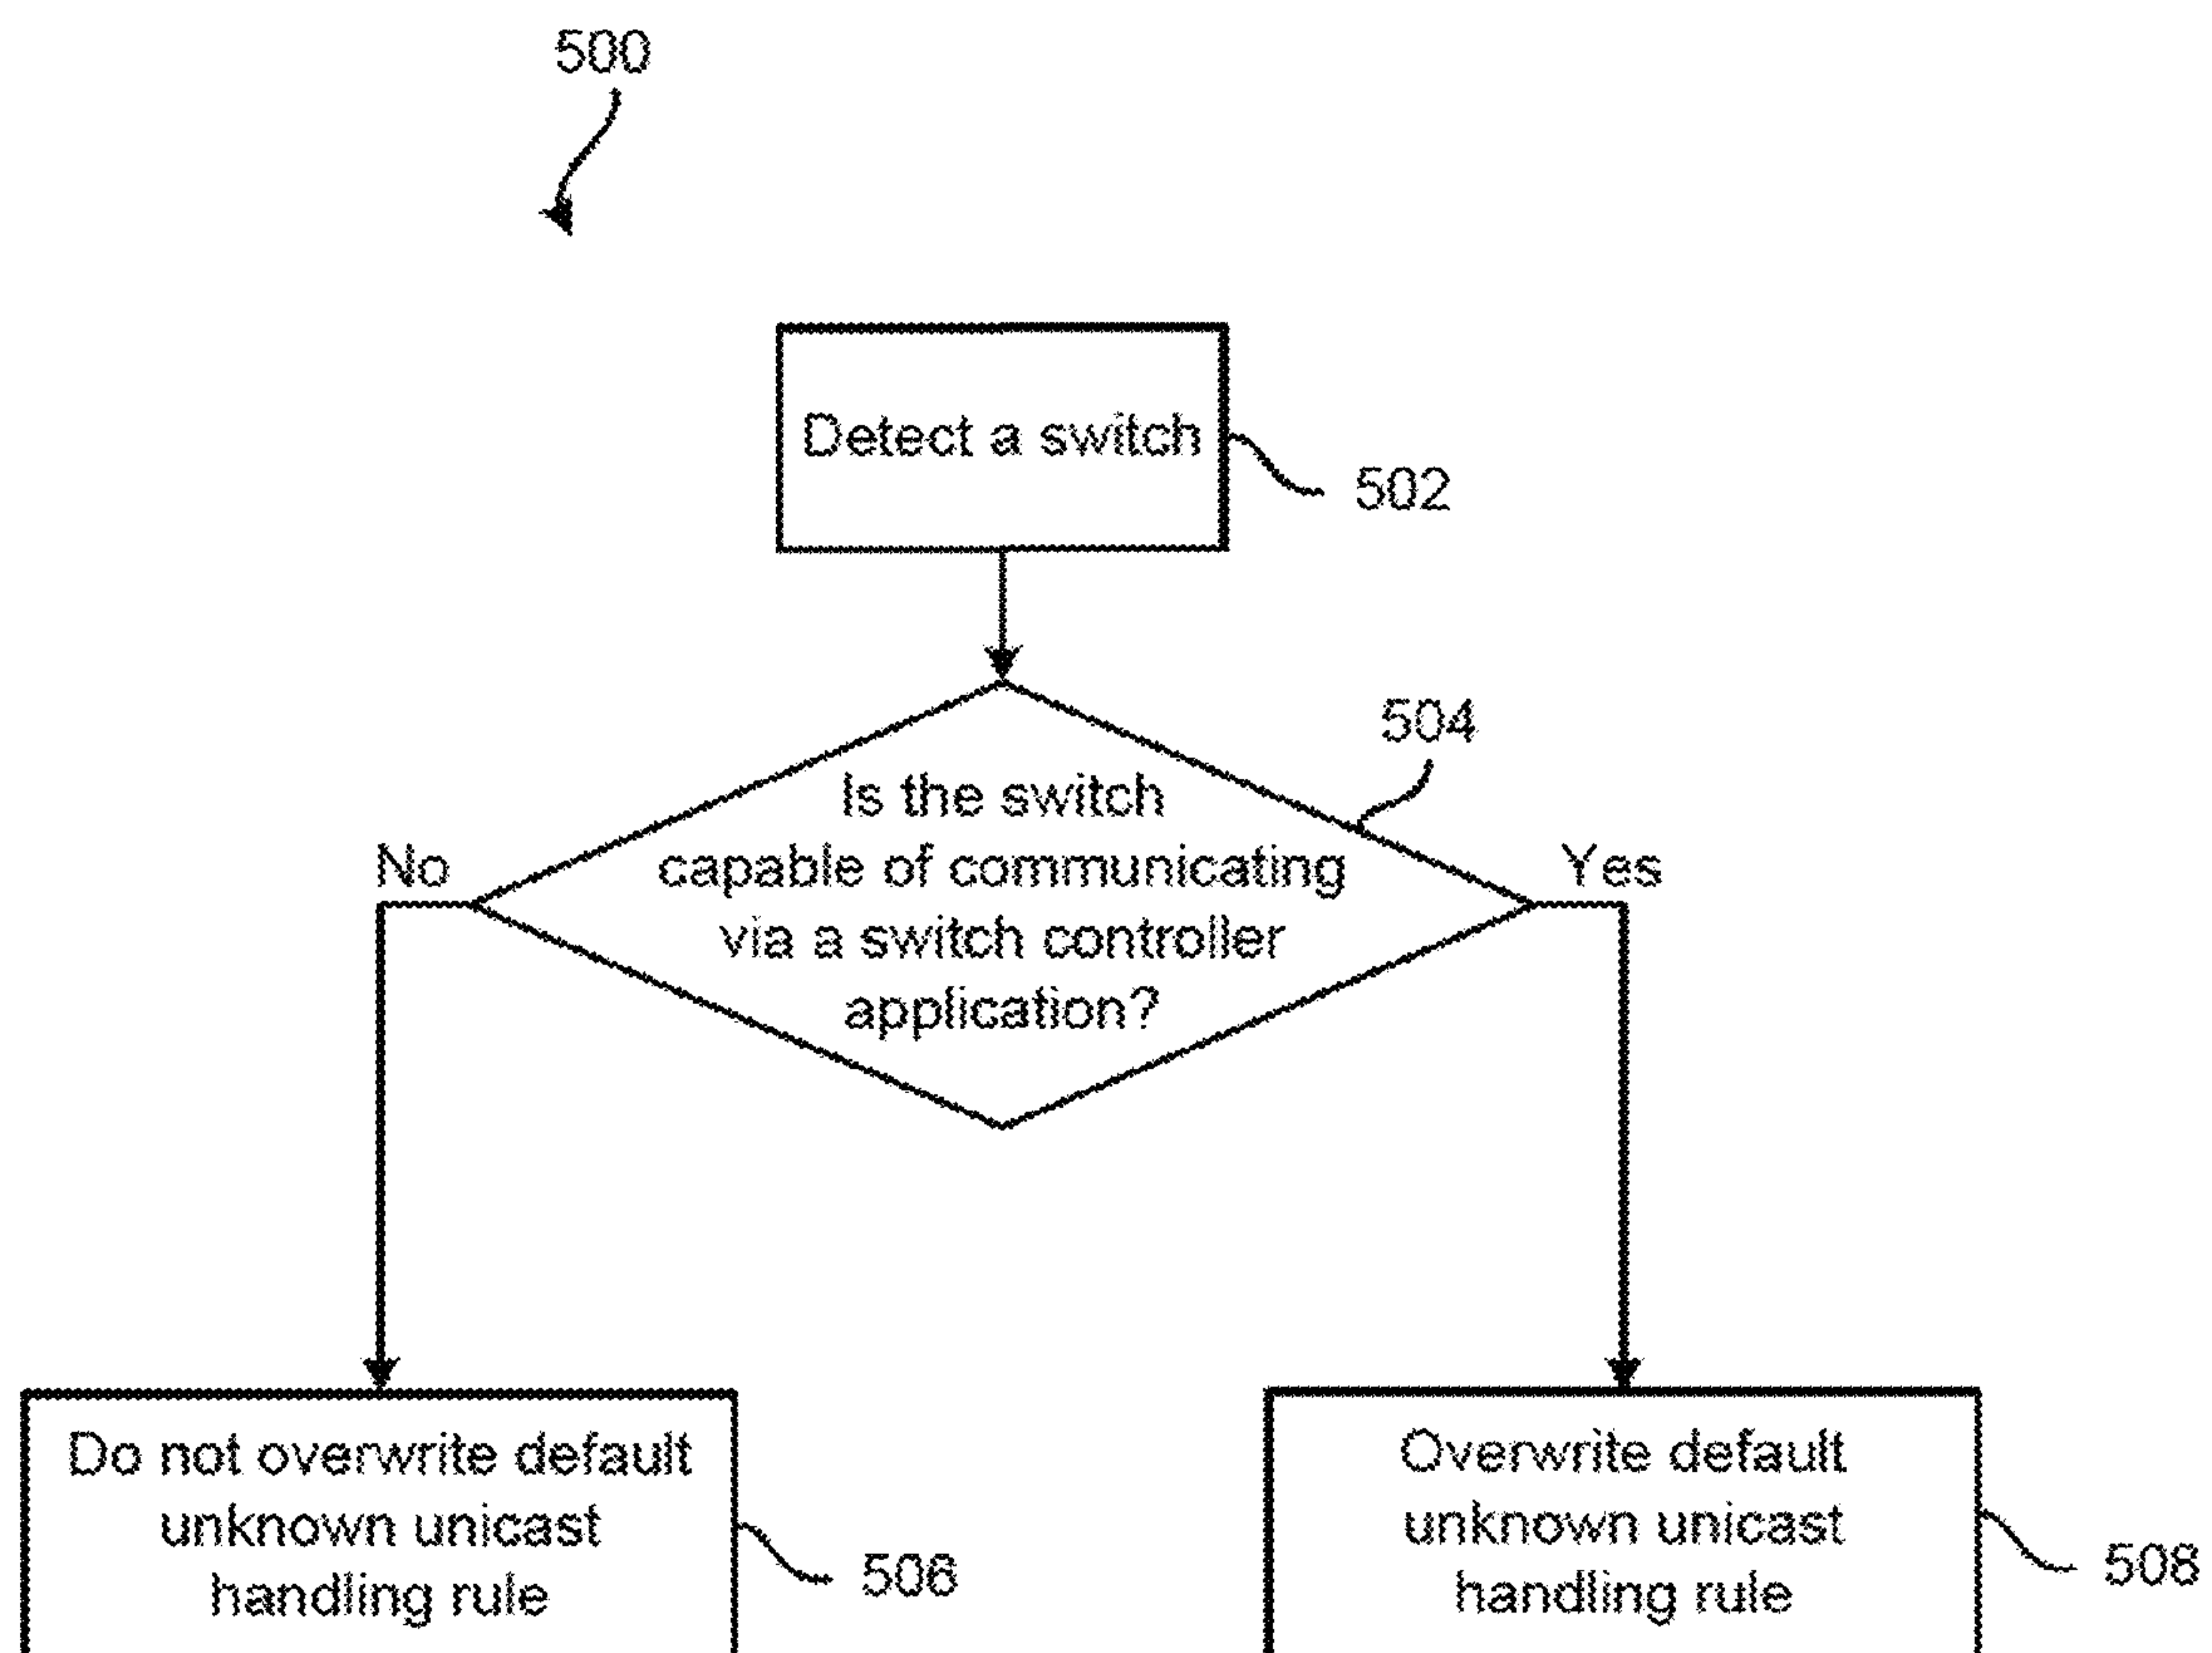 500
Detect a switch
502
504
Is the switch
capable of communicating
via a switch controller
application?
No
Yes
Do not overwrite default
unknown unicast
handling rule
506
Overwrite default
unknown unicast
handling rule
508